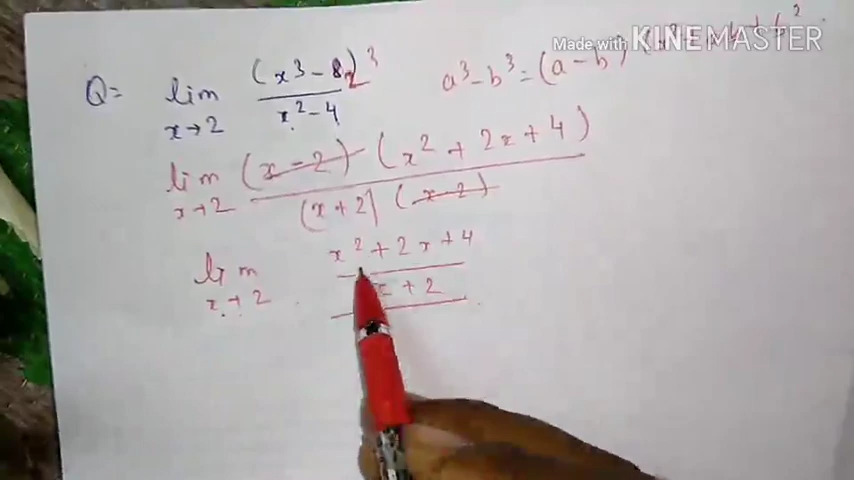 Q= lim x→2 (x³-8)³ / x²-4 a³-b³=(a-b)
Made with KINEMASTER
lim x→2 (x-2) (x²+2x+4) / (x+2) (x-2)
lim x→2 x²+2x+4 / x+2